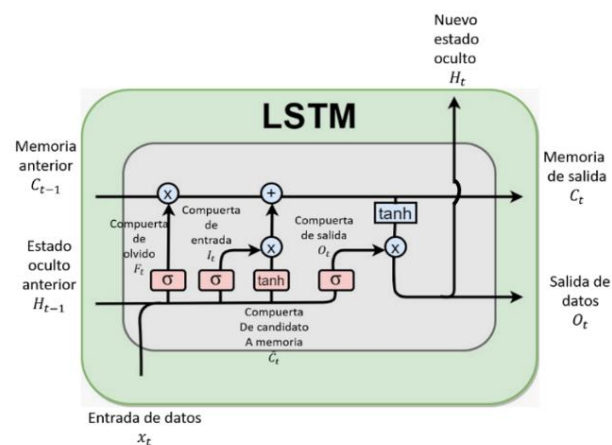 Nuevo
estado
oculto
H_t
LSTM
Memoria
anterior
C_{t-1}
Memoria
de salida
C_t
x
+
tanh
Compuerta
de
olvido
F_t
Compuerta
de
entrada
I_t
Compuerta
de salida
O_t
x
x
Estado
oculto
anterior
H_{t-1}
σ
σ
tanh
σ
Salida de
datos
O_t
Compuerta
De candidato
A memoria
C̃_t
Entrada de datos
x_t